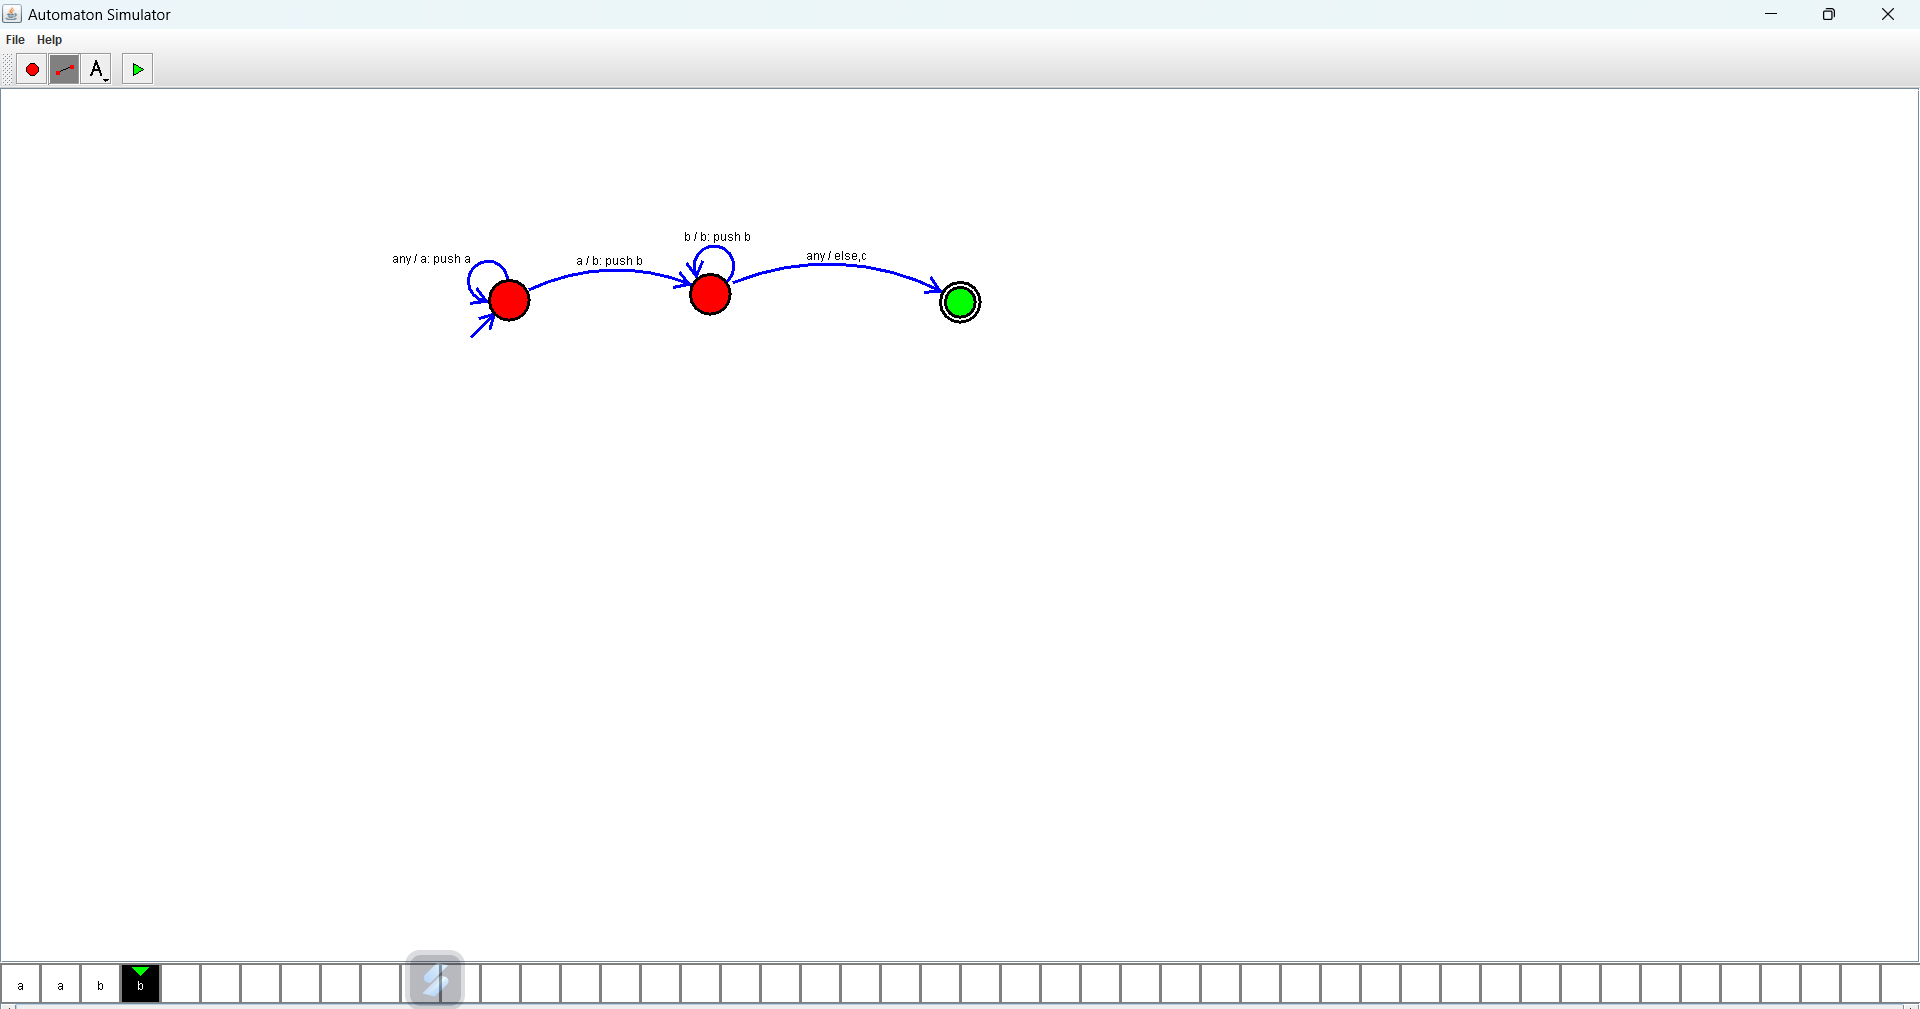 Automaton Simulator
File Help
A
b / b: push b
any / a: push a
a / b: push b
any / else,c
a a b b